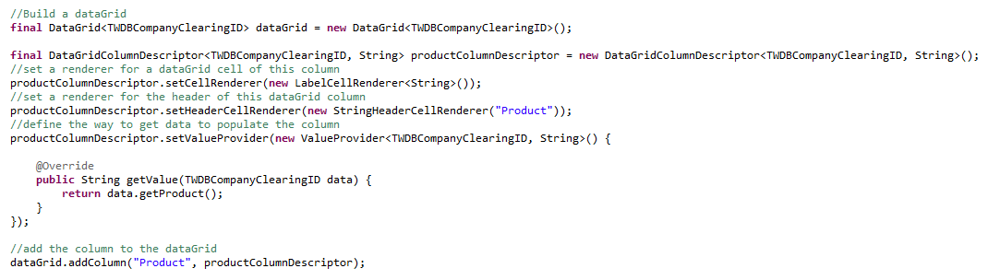 //Build a dataGrid
final DataGrid<TWDBCompanyClearingID> dataGrid = new DataGrid<TWDBCompanyClearingID>();

final DataGridColumnDescriptor<TWDBCompanyClearingID, String> productColumnDescriptor = new DataGridColumnDescriptor<TWDBCompanyClearingID, String>();
//set a renderer for a dataGrid cell of this column
productColumnDescriptor.setCellRenderer(new LabelCellRenderer<String>());
//set a renderer for the header of this dataGrid column
productColumnDescriptor.setHeaderCellRenderer(new StringHeaderCellRenderer("Product"));
//define the way to get data to populate the column
productColumnDescriptor.setValueProvider(new ValueProvider<TWDBCompanyClearingID, String>() {

    @Override
    public String getValue(TWDBCompanyClearingID data) {
        return data.getProduct();
    }
});

//add the column to the dataGrid
dataGrid.addColumn("Product", productColumnDescriptor);